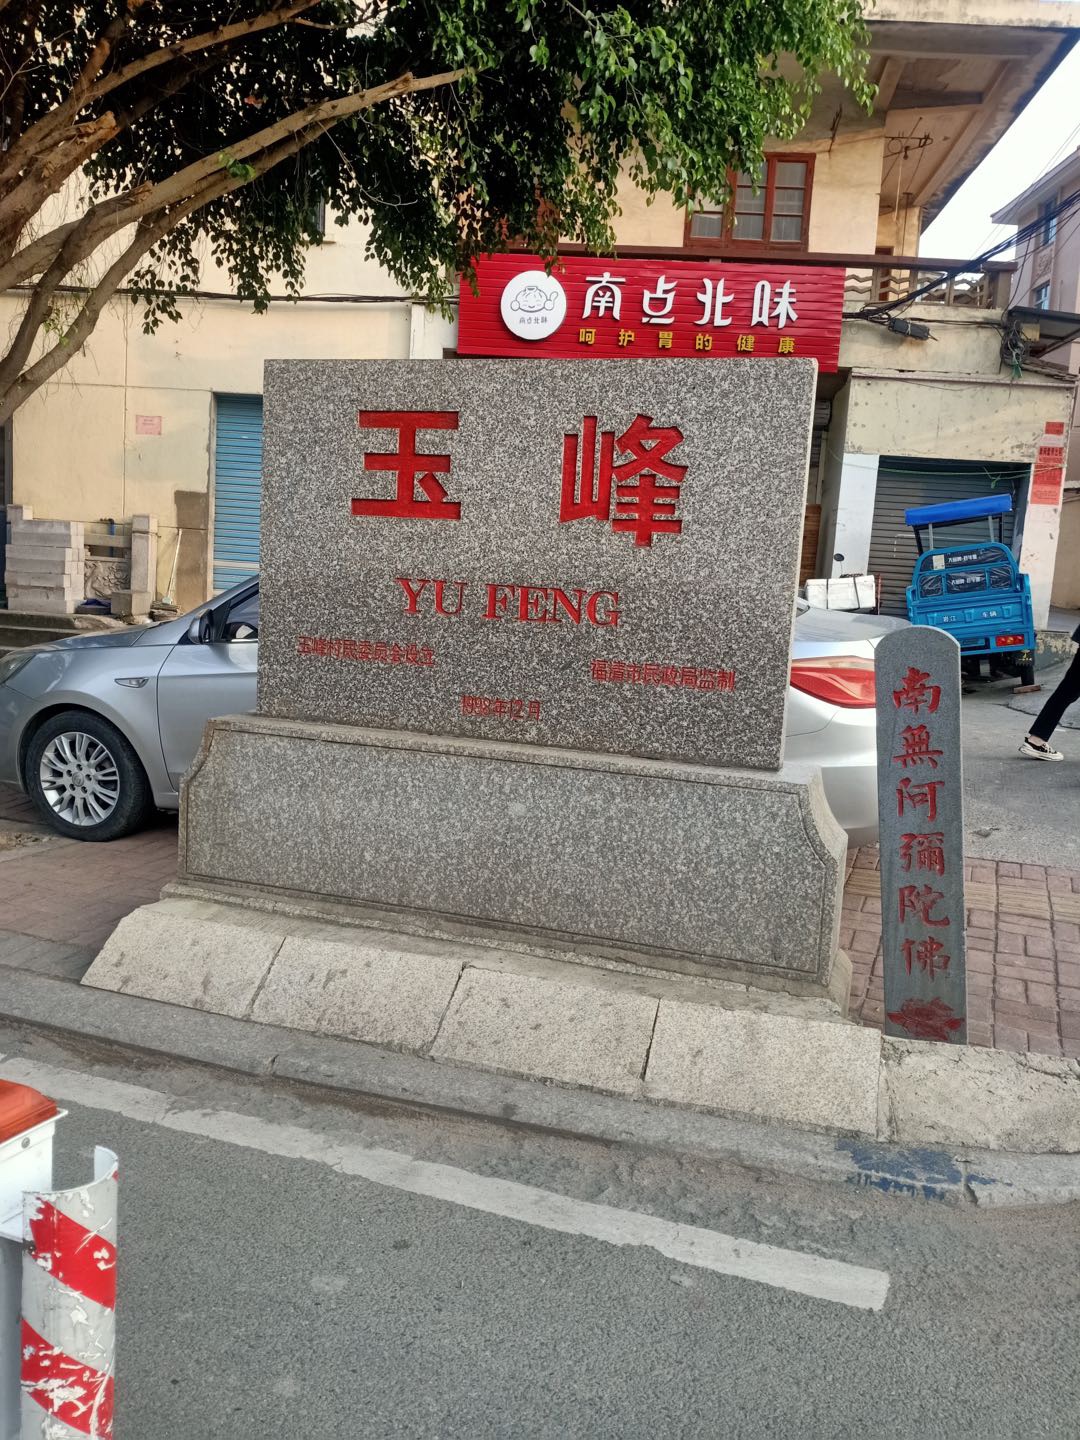 南点北味
南点北味
呵护胃的健康
玉峰
YU FENG
玉峰村民委员会设立
福清市民政局监制
1998年12月
南無阿彌陀佛